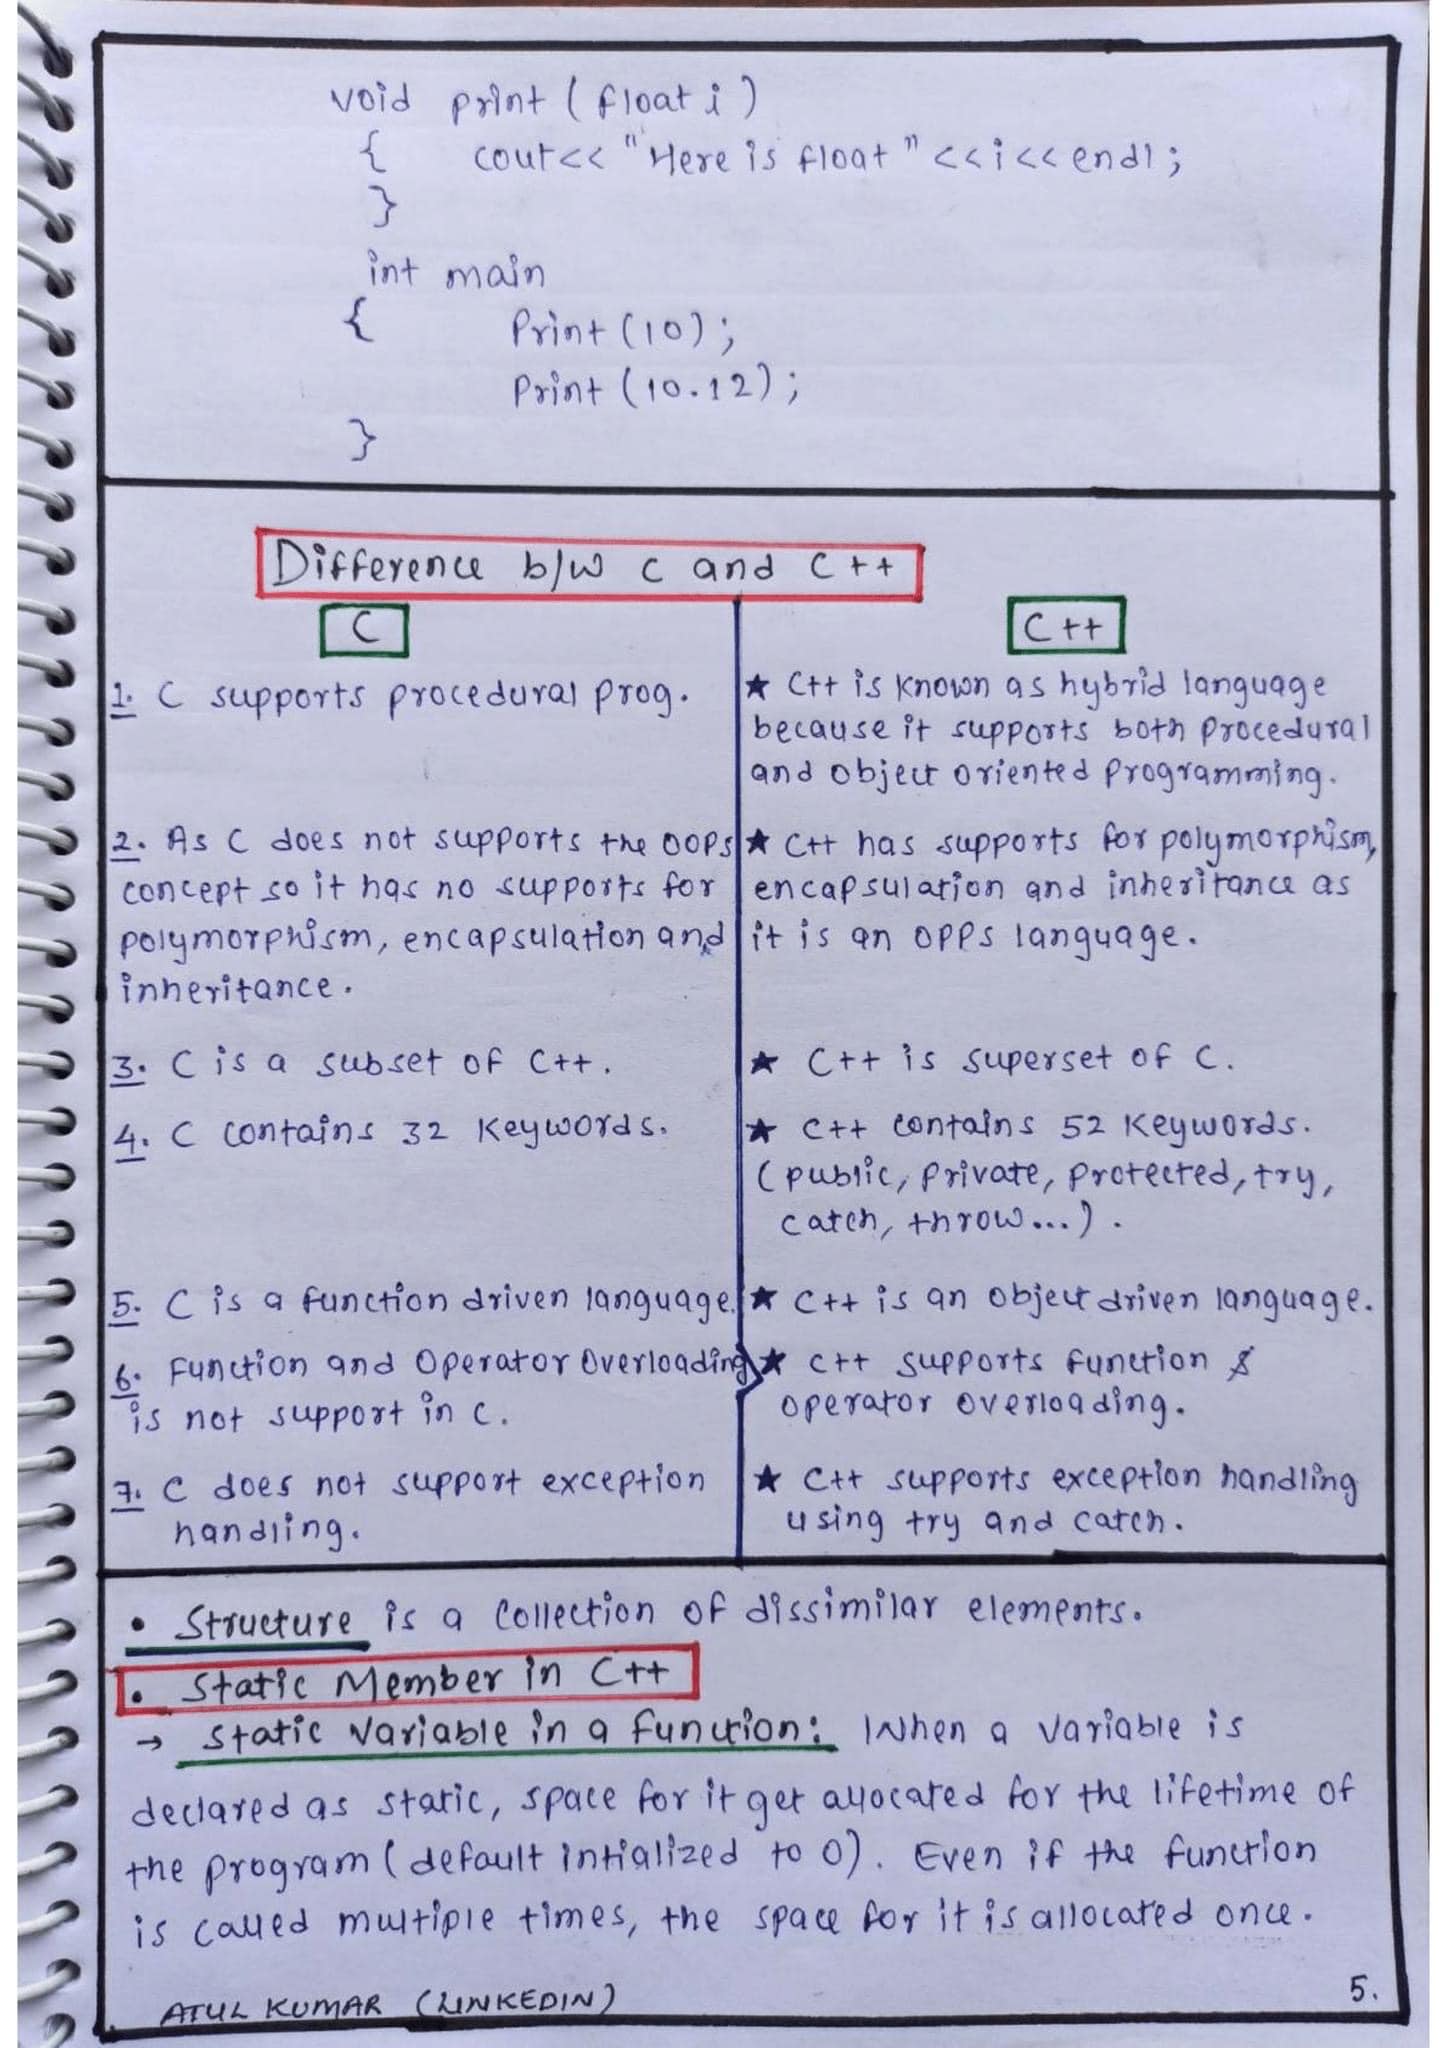 void print ( float i )
{ cout<< "Here is float" <<i<< endl ;
}
int main
{ Print (10) ;
Print (10.12) ;
}
Difference b/w C and C++
C
C++
1. C supports procedural prog.
★ C++ is known as hybrid language
because it supports both procedural
and object oriented programming.
2. As C does not supports the OOPs
concept so it has no supports for
polymorphism, encapsulation and
inheritance.
★ C++ has supports for polymorphism,
encapsulation and inheritance as
it is an OPPs language.
3. C is a subset of C++.
★ C++ is superset of C.
4. C contains 32 keywords.
★ C++ contains 52 keywords.
(public, private, protected, try,
catch, throw...).
5. C is a function driven language.
★ C++ is an object driven language.
6. Function and Operator Overloading
is not support in C.
★ C++ supports function &
operator overloading.
7. C does not support exception
handling.
★ C++ supports exception handling
using try and catch.
• Structure is a collection of dissimilar elements.
• Static Member in C++
→ Static Variable in a function: When a variable is
declared as static, space for it get allocated for the lifetime of
the program (default intialized to 0). Even if the function
is called multiple times, the space for it is allocated once.
ATUL KUMAR (LINKEDIN)
5.